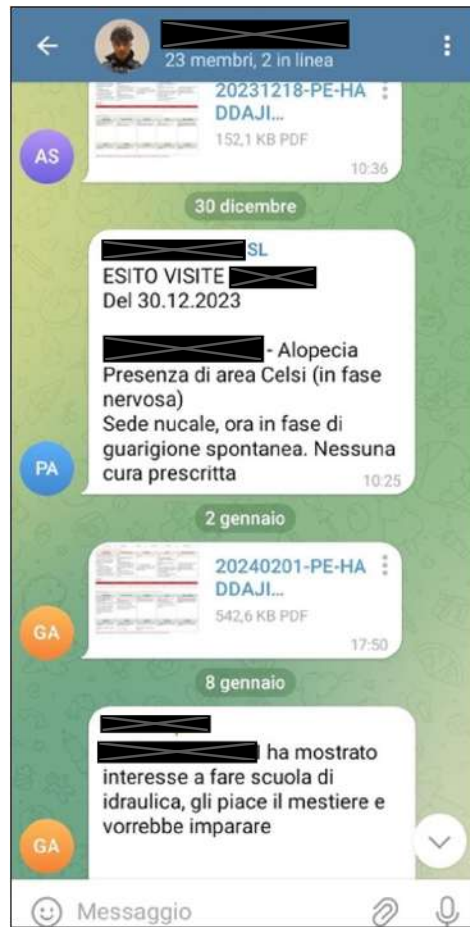 23 membri, 2 in linea
20231218-PE-HA
DDAJI...
152,1 KB PDF
10:36
AS
30 dicembre
SL
ESITO VISITE
Del 30.12.2023
- Alopecia
Presenza di area Celsi (in fase
nervosa)
Sede nucale, ora in fase di
guarigione spontanea. Nessuna
cura prescritta
10:25
PA
2 gennaio
20240201-PE-HA
DDAJI...
542,6 KB PDF
17:50
GA
8 gennaio
ha mostrato
interesse a fare scuola di
idraulica, gli piace il mestiere e
vorrebbe imparare
GA
Messaggio